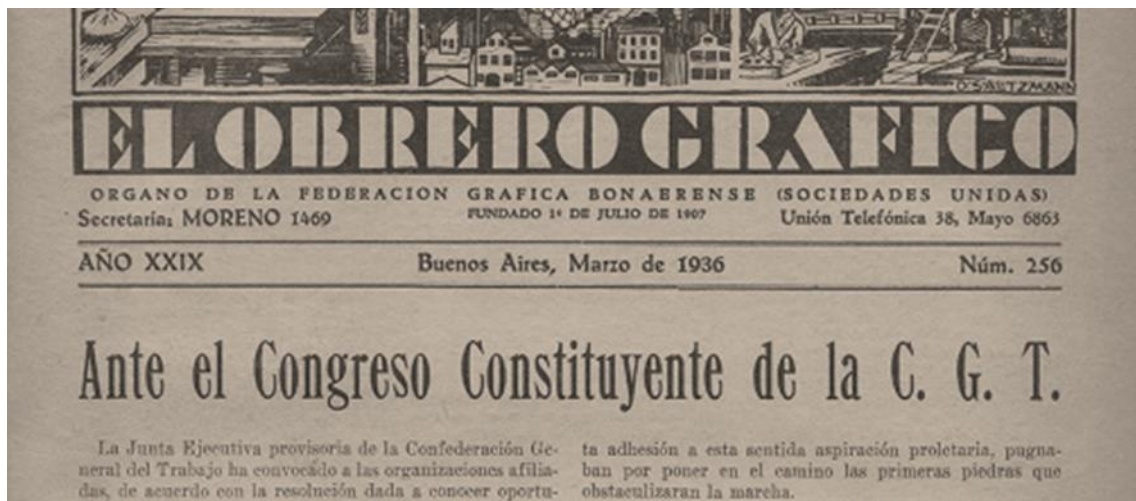 D. SALTZMANN
EL OBRERO GRAFICO
ORGANO DE LA FEDERACION GRAFICA BONAERENSE (SOCIEDADES UNIDAS)
Secretaría: MORENO 1469 FUNDADO 1º DE JULIO DE 1907 Unión Telefónica 38, Mayo 6863
AÑO XXIX Buenos Aires, Marzo de 1936 Núm. 256
Ante el Congreso Constituyente de la C. G. T.
La Junta Ejecutiva provisoria de la Confederación Ge-
neral del Trabajo ha convocado a las organizaciones afilia-
das, de acuerdo con la resolución dada a conocer oportu-
ta adhesión a esta sentida aspiración proletaria, pugna-
ban por poner en el camino las primeras piedras que
obstaculizaran la marcha.